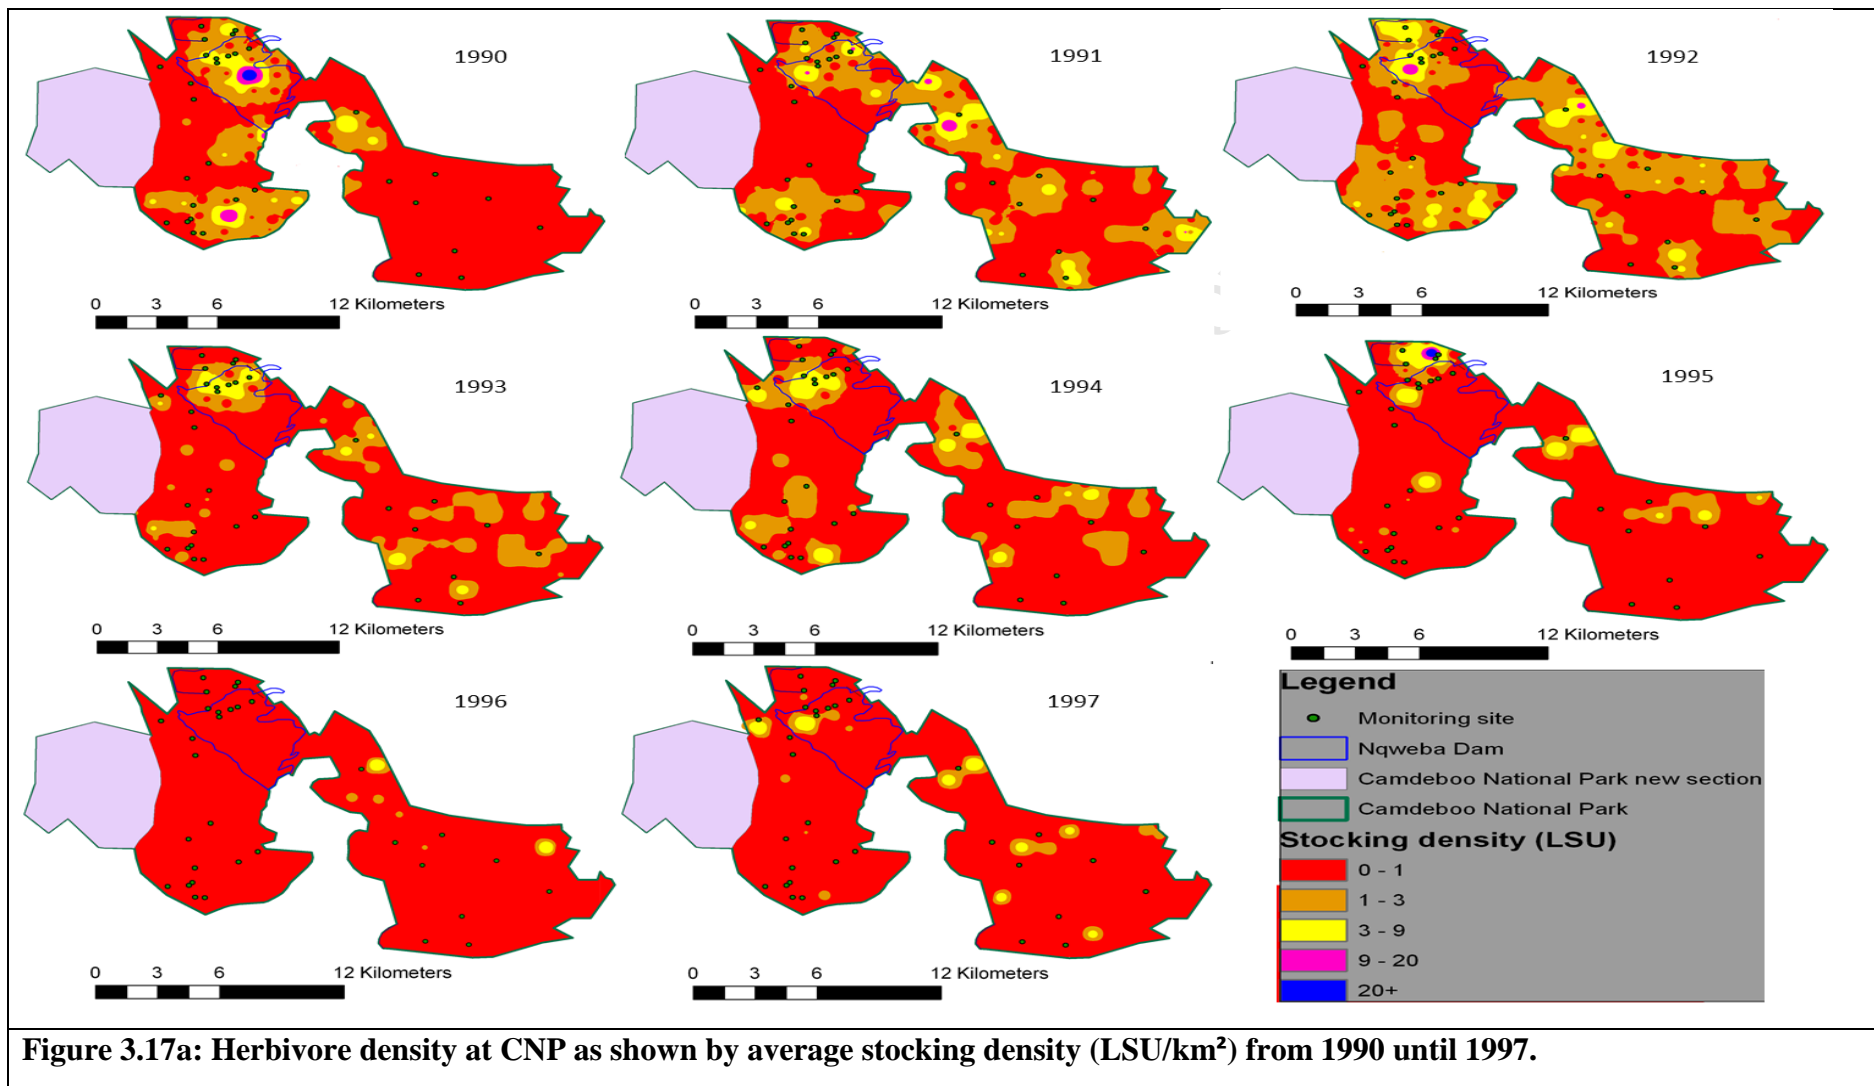 1990
1991
1992
0 3 6 12 Kilometers
0 3 6 12 Kilometers
0 3 6 12 Kilometers
1993
1994
1995
0 3 6 12 Kilometers
0 3 6 12 Kilometers
0 3 6 12 Kilometers
1996
1997
0 3 6 12 Kilometers
0 3 6 12 Kilometers
Legend
Monitoring site
Nqweba Dam
Camdeboo National Park new section
Camdeboo National Park
Stocking density (LSU)
0 - 1
1 - 3
3 - 9
9 - 20
20+
Figure 3.17a: Herbivore density at CNP as shown by average stocking density (LSU/km²) from 1990 until 1997.